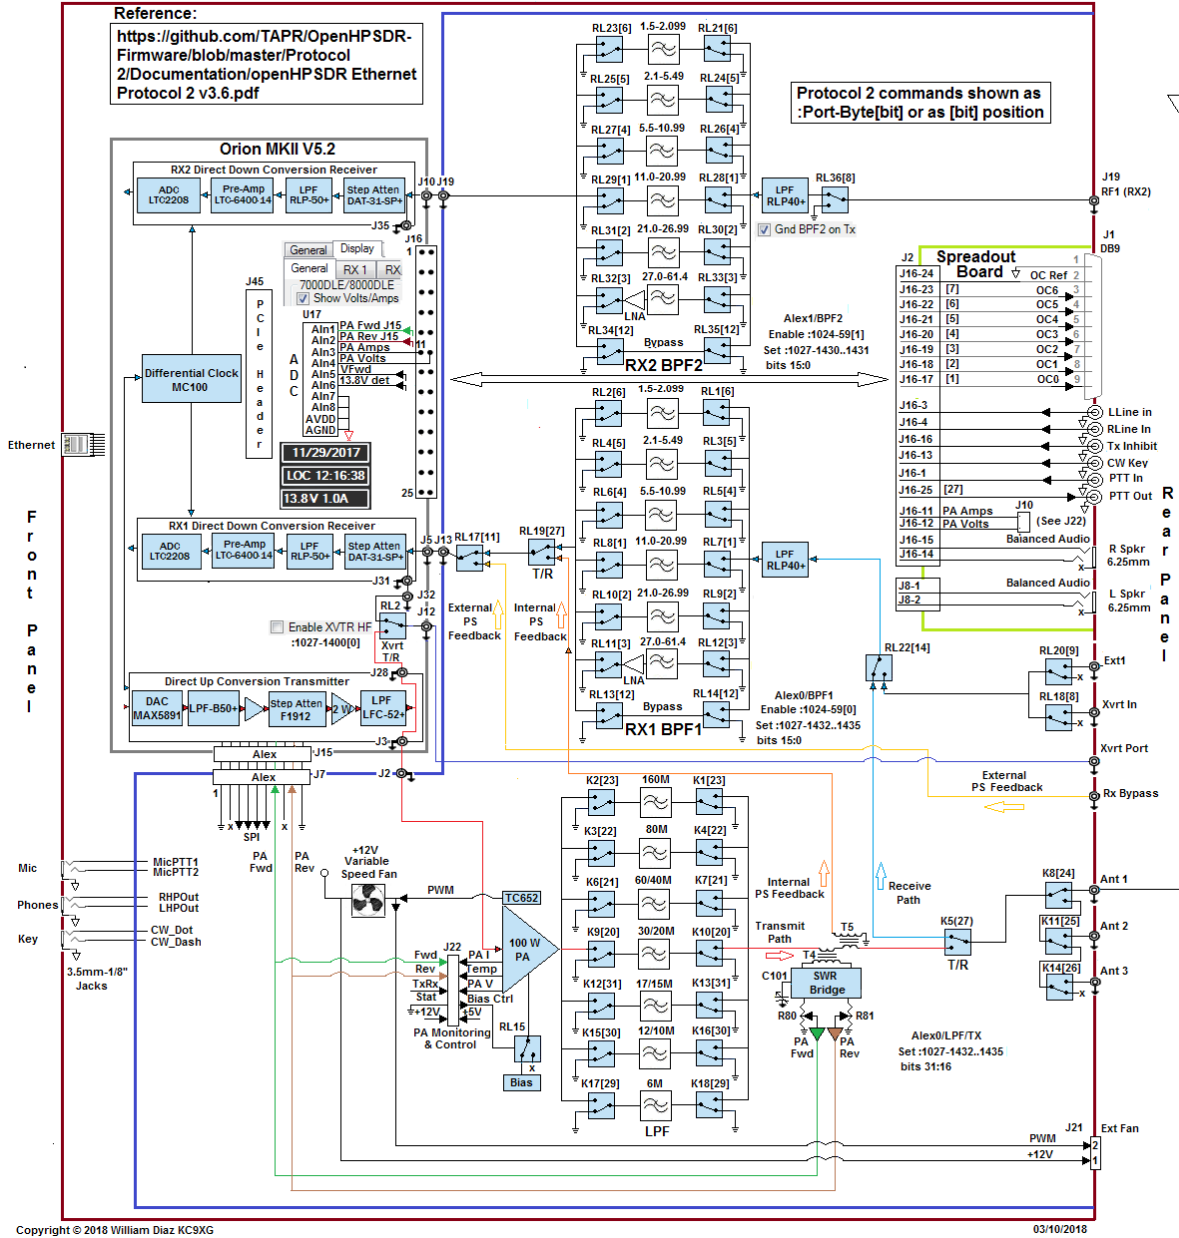 Reference:
https://github.com/TAPR/OpenHPSDR-
Firmware/blob/master/Protocol
2/Documentation/openHPSDR Ethernet
Protocol 2 v3.6.pdf
Protocol 2 commands shown as
:Port-Byte[bit] or as [bit] position
Orion MKII V5.2
RX2 Direct Down Conversion Receiver
ADC
LTC2208
Pre-Amp
LTC-6400-14
LPF
RLP-50+
Step Atten
DAT-31-SP+
J10 J19
J35
J16
1
11
25
General Display
General RX 1 RX
7000DLE/8000DLE
Show Volts/Amps
J45
PCIe Header
U17
ADC
AIn1 PA Fwd J15
AIn2 PA Rev J15
AIn3 PA Amps
AIn4 PA Volts
AIn5 VFwd
AIn6 13.8V det
AIn7
AIn8
AVDD
AGND
Differential Clock
MC100
11/29/2017
LOC 12:16:38
13.8V 1.0A
Ethernet
Front Panel
RX1 Direct Down Conversion Receiver
ADC
LTC2208
Pre-Amp
LTC-6400-14
LPF
RLP-50+
Step Atten
DAT-31-SP+
J5 J13
J31
J32
J12
RL2
Xvrt
T/R
Enable XVTR HF
:1027-1400[0]
J28
Direct Up Conversion Transmitter
DAC
MAX5891
LPF-B50+
Step Atten
F1912
2 W
LPF
LFC-52+
J3
Alex
J15
Alex
J7
J2
1
x
SPI
x
PA
Fwd
PA
Rev
RL23[6] 1.5-2.099 RL21[6]
RL25[5] 2.1-5.49 RL24[5]
RL27[4] 5.5-10.99 RL26[4]
RL29[1] 11.0-20.99 RL28[1]
RL31[2] 21.0-26.99 RL30[2]
RL32[3] 27.0-61.4 RL33[3]
LNA
RL34[12] Bypass RL35[12]
RX2 BPF2
LPF
RLP40+
RL36[8]
Gnd BPF2 on Tx
Alex1/BPF2
Enable :1024-59[1]
Set :1027-1430..1431
bits 15:0
J19
RF1 (RX2)
J1
DB9
Spreadout
Board
J2
J16-24 OC Ref 1
2
J16-23 [7] OC6 3
J16-22 [6] OC5 4
J16-21 [5] OC4 5
J16-20 [4] OC3 6
J16-19 [3] OC2 7
J16-18 [2] OC1 8
J16-17 [1] OC0 9
J16-3 LLine in
J16-4 RLine In
J16-16 Tx Inhibit
J16-13 CW Key
J16-1 PTT In
J16-25 [27] PTT Out
J16-11 PA Amps
J16-12 PA Volts
J10
(See J22)
J16-15 Balanced Audio
J16-14
x
R Spkr
6.25mm
J8-1 Balanced Audio
J8-2
x
L Spkr
6.25mm
Rear Panel
RL2[6] 1.5-2.099 RL1[6]
RL4[5] 2.1-5.49 RL3[5]
RL6[4] 5.5-10.99 RL5[4]
RL8[1] 11.0-20.99 RL7[1]
RL10[2] 21.0-26.99 RL9[2]
RL11[3] 27.0-61.4 RL12[3]
LNA
RL13[12] Bypass RL14[12]
RX1 BPF1
RL17[11]
RL19[27]
T/R
External
PS
Feedback
Internal
PS
Feedback
LPF
RLP40+
RL22[14]
Alex0/BPF1
Enable :1024-59[0]
Set :1027-1432..1435
bits 15:0
RL20[9]
x
Ext1
RL18[8]
x
Xvrt In
Xvrt Port
External
PS Feedback
Rx Bypass
K2[23] 160M K1[23]
K3[22] 80M K4[22]
K6[21] 60/40M K7[21]
K9[20] 30/20M K10[20]
K12[31] 17/15M K13[31]
K15[30] 12/10M K16[30]
K17[29] 6M K18[29]
LPF
Mic
MicPTT1
MicPTT2
Phones
RHPOut
LHPOut
Key
CW_Dot
CW_Dash
3.5mm-1/8"
Jacks
+12V
Variable
Speed Fan
PWM
TC652
100 W
PA
J22
Fwd PA I
Rev Temp
TxRx PA V
Stat Bias Ctrl
+12V +5V
PA Monitoring
& Control
RL15
x
Bias
Internal
PS Feedback
Receive
Path
Transmit
Path
T5
T4
C101
SWR
Bridge
R80 R81
PA
Fwd
PA
Rev
K5(27)
T/R
K8[24]
Ant 1
K11[25]
Ant 2
K14[26]
x
Ant 3
Alex0/LPF/TX
Set :1027-1432..1435
bits 31:16
J21
Ext Fan
PWM 2
+12V 1
Copyright © 2018 William Diaz KC9XG
03/10/2018